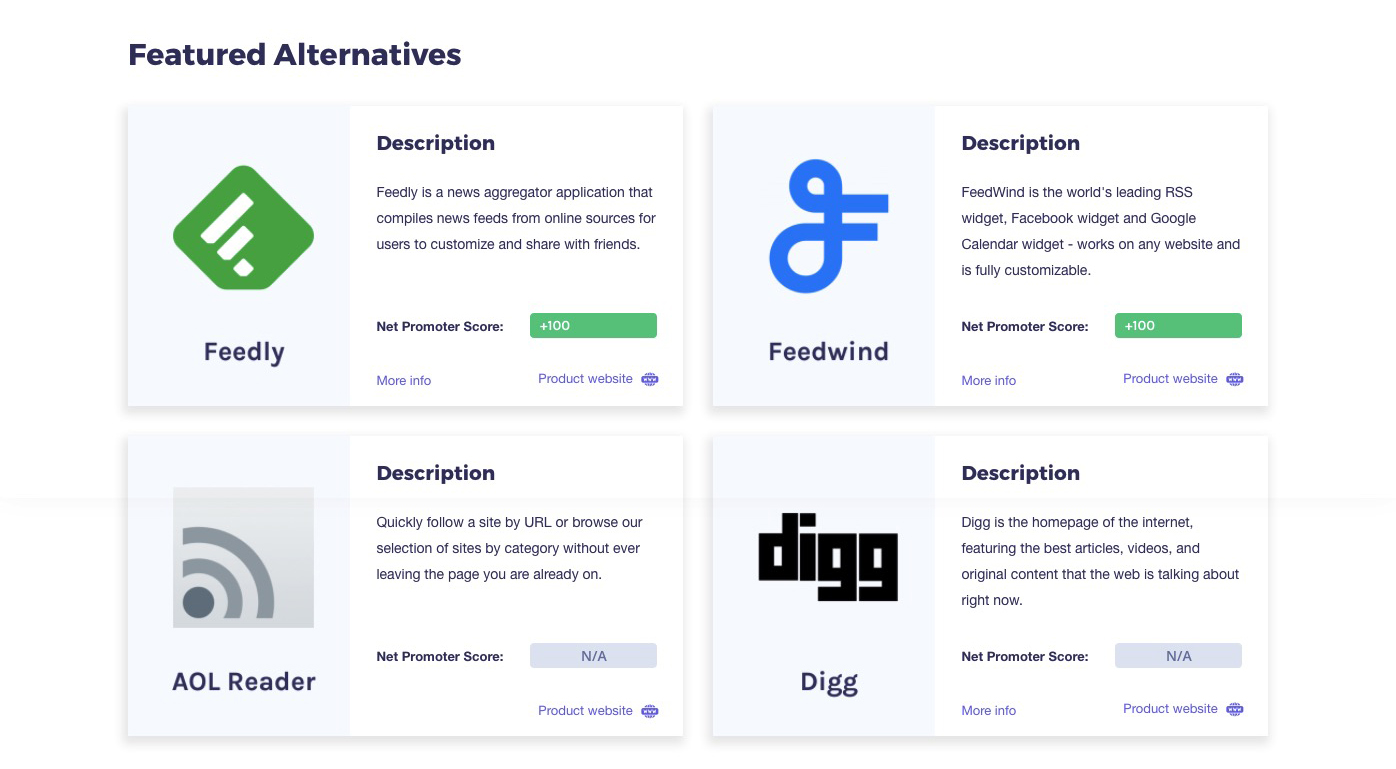 Featured Alternatives
Feedly
Description
Feedly is a news aggregator application that
compiles news feeds from online sources for
users to customize and share with friends.
Net Promoter Score: +100
More info Product website
Feedwind
Description
FeedWind is the world's leading RSS
widget, Facebook widget and Google
Calendar widget - works on any website and
is fully customizable.
Net Promoter Score: +100
More info Product website
AOL Reader
Description
Quickly follow a site by URL or browse our
selection of sites by category without ever
leaving the page you are already on.
Net Promoter Score: N/A
Product website
digg
Digg
Description
Digg is the homepage of the internet,
featuring the best articles, videos, and
original content that the web is talking about
right now.
Net Promoter Score: N/A
More info Product website